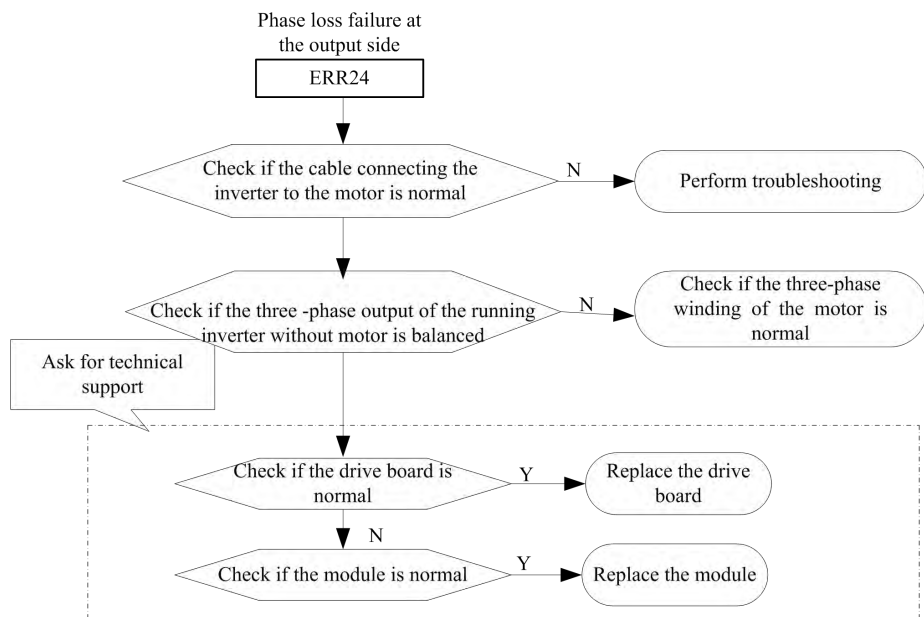 Phase loss failure at
the output side
ERR24
Check if the cable connecting the
inverter to the motor is normal
N
Perform troubleshooting
Check if the three -phase output of the running
inverter without motor is balanced
N
Check if the three-phase
winding of the motor is
normal
Ask for technical
support
Check if the drive board is
normal
Y
Replace the drive
board
N
Check if the module is normal
Y
Replace the module